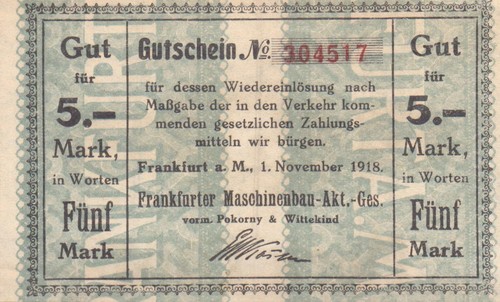 Gut
für
5.–
Mark,
in Worten
Fünf
Mark
Gutschein No. 304517
für dessen Wiedereinlösung nach
Maßgabe der in den Verkehr kom-
menden gesetzlichen Zahlungs-
mitteln wir bürgen.
Frankfurt a. M., 1. November 1918.
Frankfurter Maschinenbau-Akt.-Ges.
vorm. Pokorny & Wittekind
Gut
für
5.–
Mark,
in Worten
Fünf
Mark